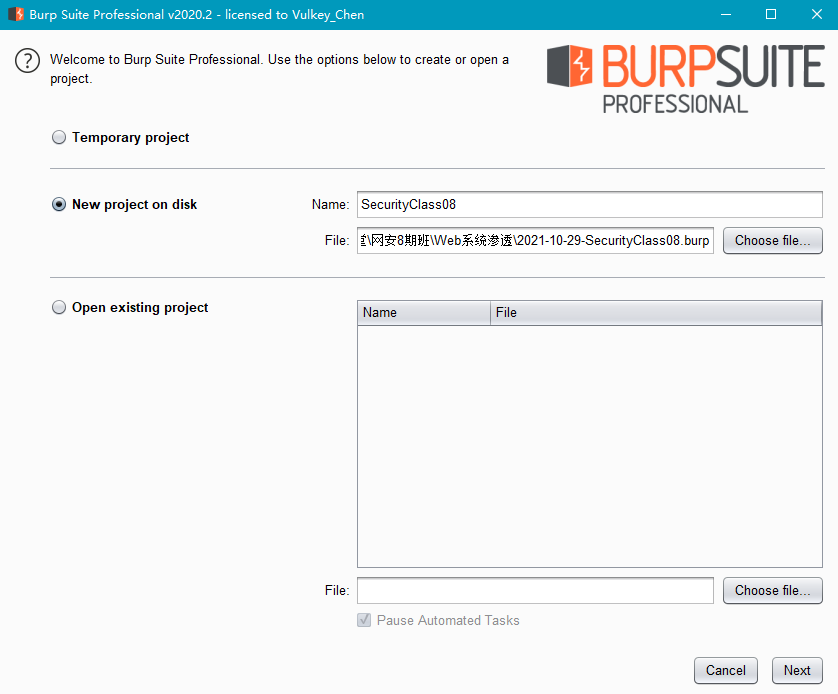 Burp Suite Professional v2020.2 - licensed to Vulkey_Chen
Welcome to Burp Suite Professional. Use the options below to create or open a
project.
BURPSUITE
PROFESSIONAL
Temporary project
New project on disk
Name:
SecurityClass08
File:
\网安8期班\Web系统渗透\2021-10-29-SecurityClass08.burp
Choose file...
Open existing project
Name
File
File:
Choose file...
Pause Automated Tasks
Cancel
Next